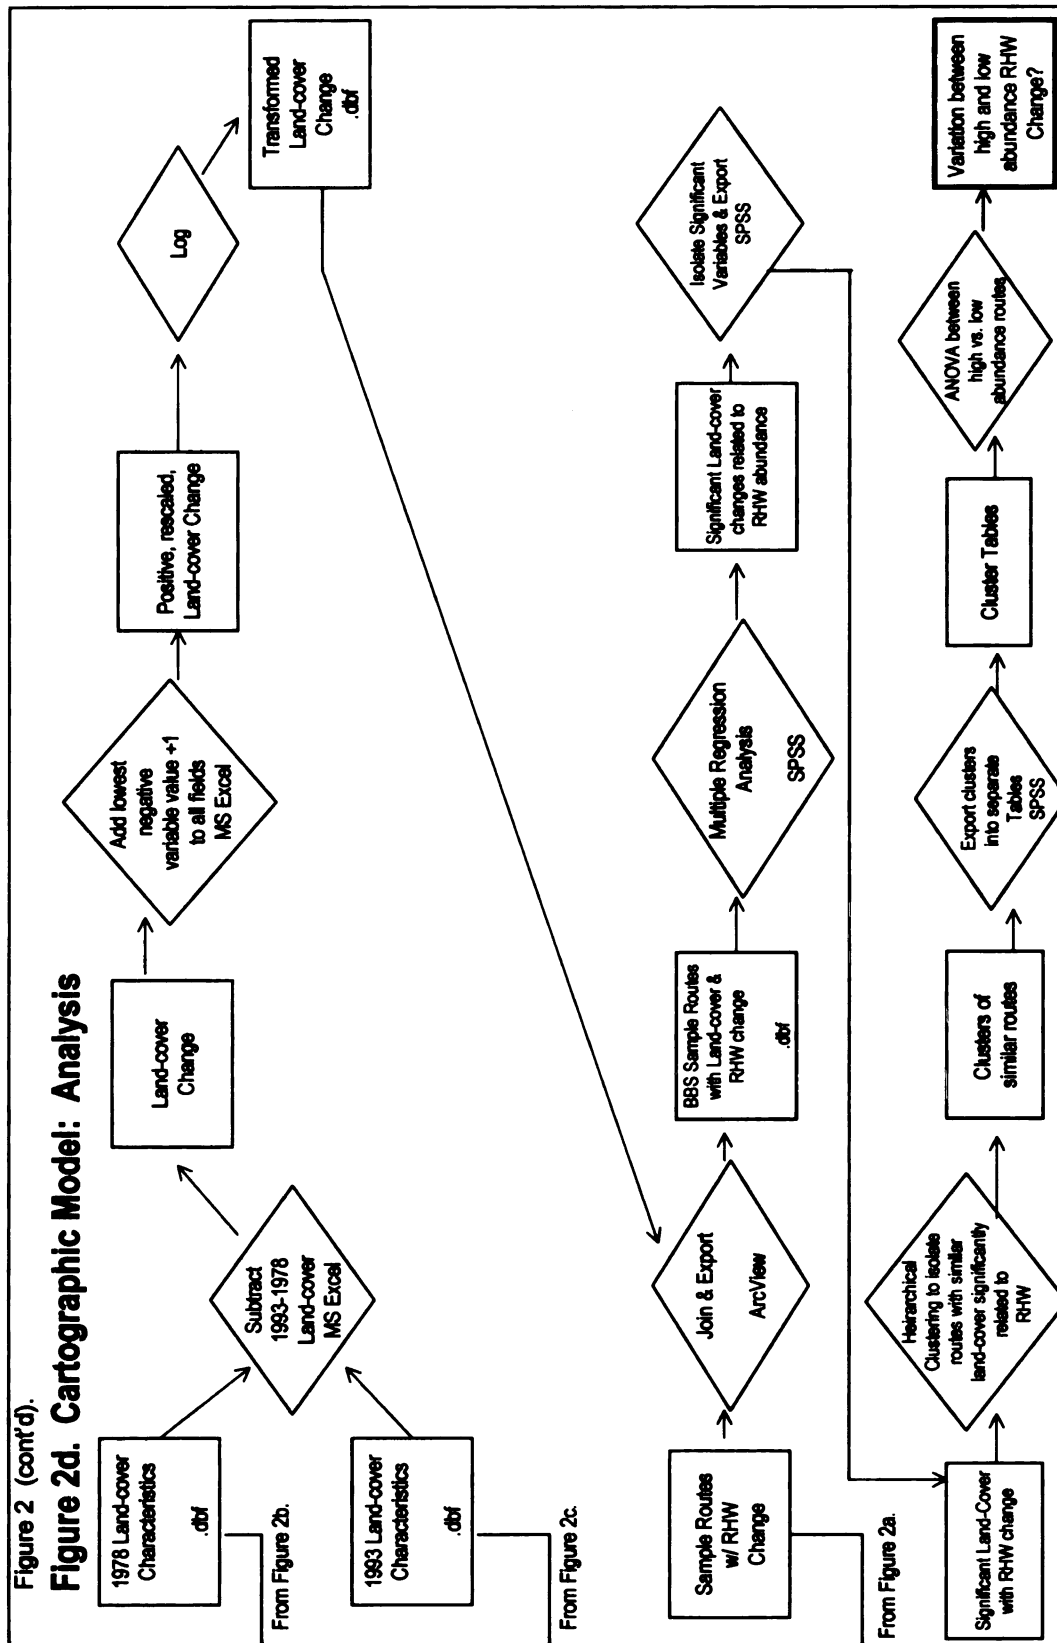 Figure 2 (cont'd).
Figure 2d. Cartographic Model: Analysis
1978 Land-cover
Characteristics
.dbf
From Figure 2b.
1993 Land-cover
Characteristics
.dbf
From Figure 2c.
Subtract
1993-1978
Land-cover
MS Excel
Land-cover
Change
Add lowest
negative
variable value +1
to all fields
MS Excel
Positive, rescaled,
Land-cover Change
Log
Transformed
Land-cover
Change
.dbf
Sample Routes
w/ RHW
Change
From Figure 2a.
Join & Export
ArcView
BBS Sample Routes
with Land-cover &
RHW change
.dbf
Multiple Regression
Analysis
SPSS
Significant Land-cover
changes related to
RHW abundance
Isolate Significant
Variables & Export
SPSS
Significant Land-Cover
with RHW change
Heirarchical
Clustering to isolate
routes with similar
land-cover significantly
related to
RHW
Clusters of
similar routes
Export clusters
into separate
Tables
SPSS
Cluster Tables
ANOVA between
high vs. low
abundance routes
Variation between
high and low
abundance RHW
Change?